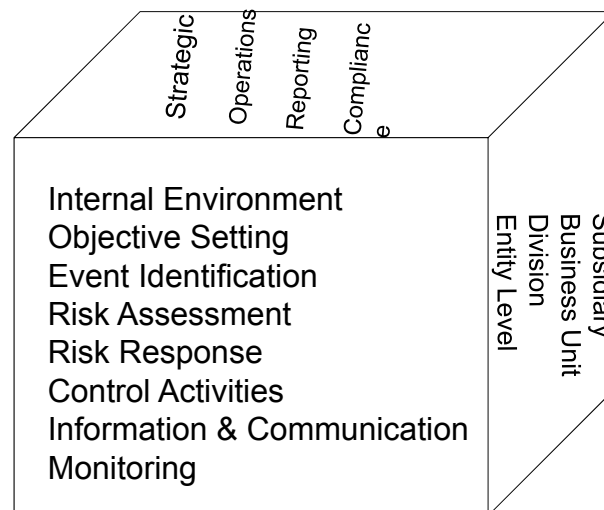 Strategic
Operations
Reporting
Complianc
e
Internal Environment
Objective Setting
Event Identification
Risk Assessment
Risk Response
Control Activities
Information & Communication
Monitoring
Entity Level
Division
Business Unit
Subsidiary